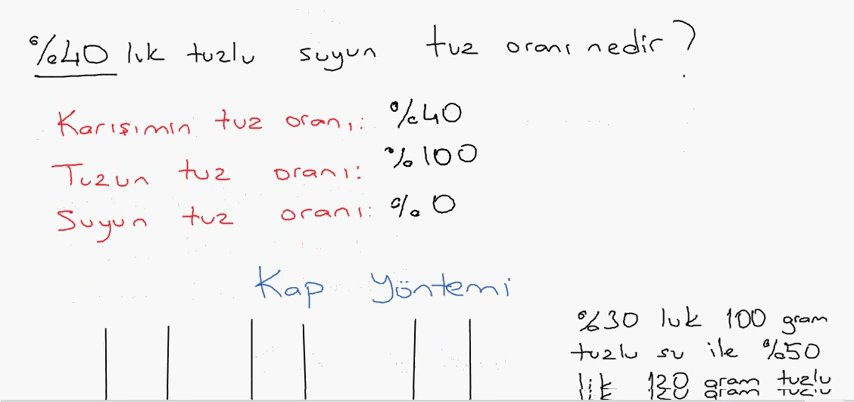 %40 lık tuzlu suyun tuz oranı nedir?
Karışımın tuz oranı: %40
Tuzun tuz oranı: %100
Suyun tuz oranı: %0
Kap Yöntemi
%30 luk 100 gram
tuzlu su ile %50
lik 120 gram tuzlu